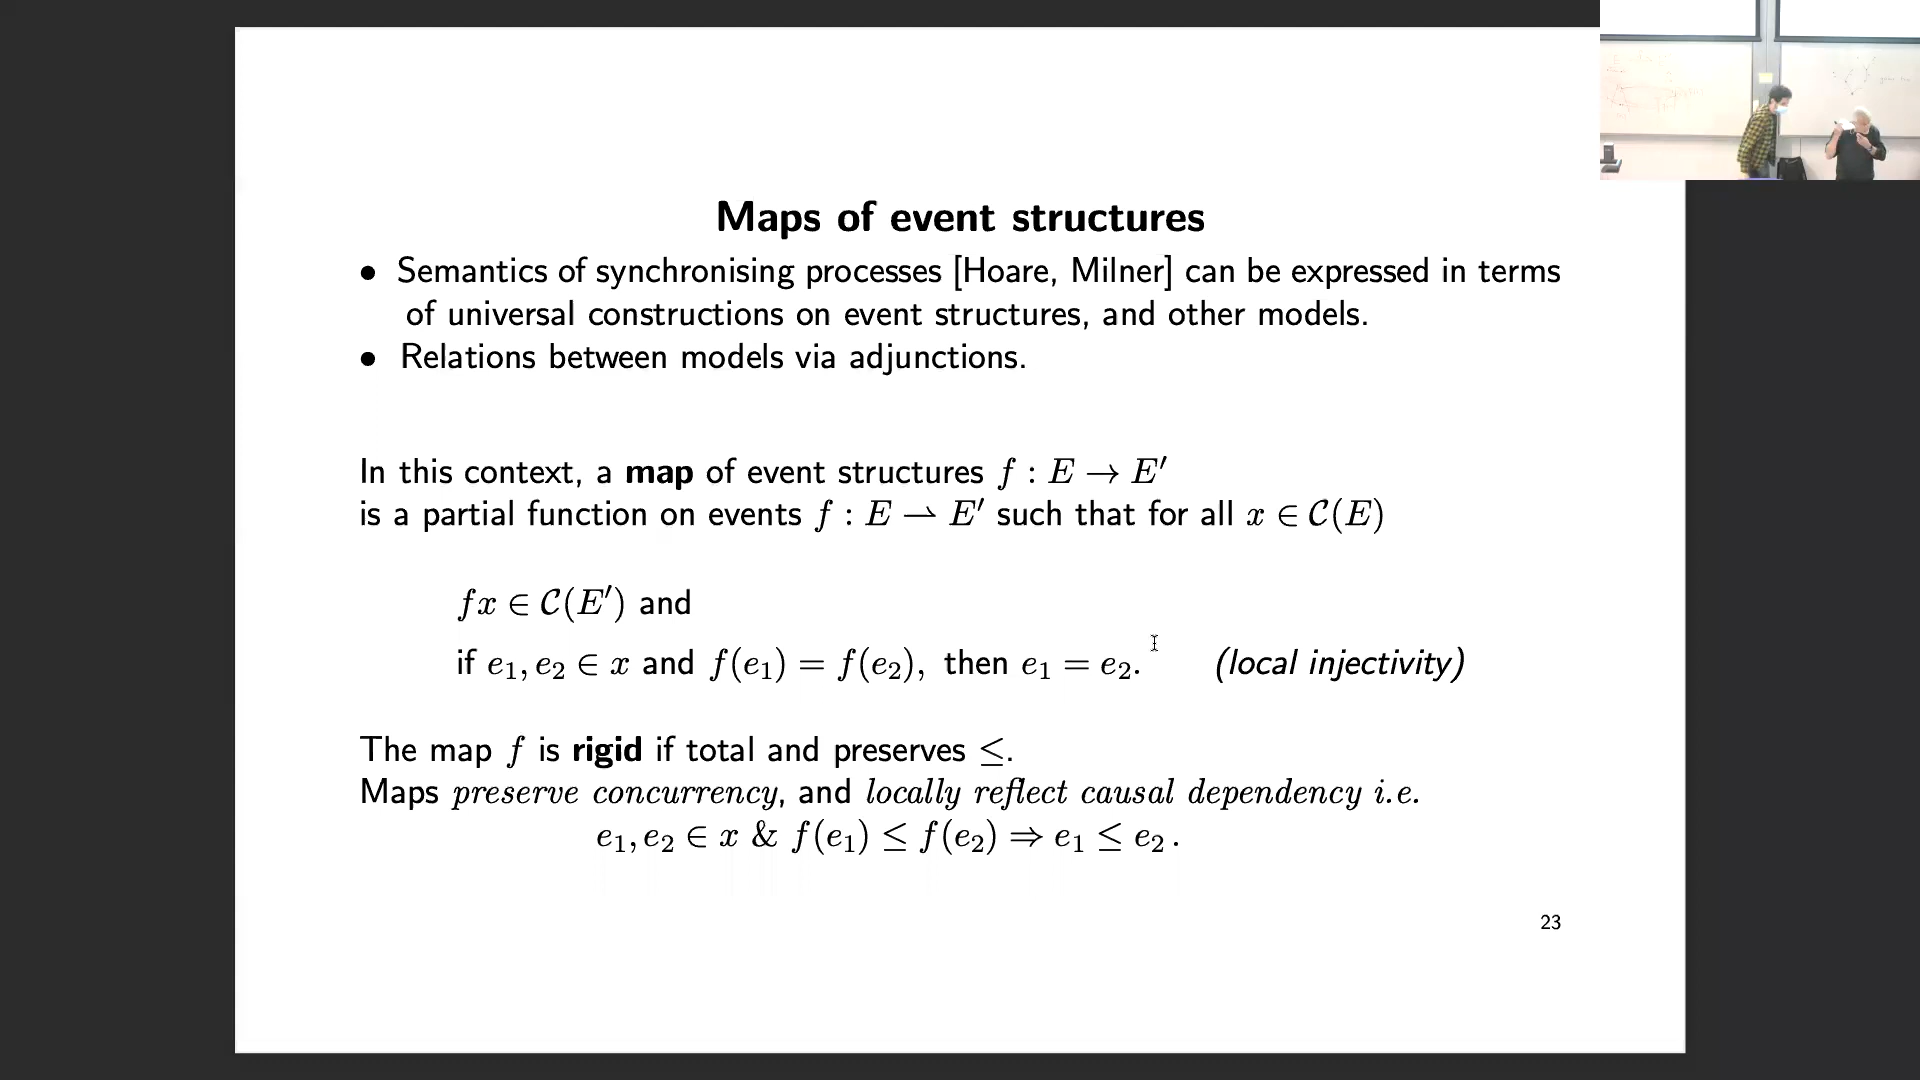 Maps of event structures
• Semantics of synchronising processes [Hoare, Milner] can be expressed in terms
of universal constructions on event structures, and other models.
• Relations between models via adjunctions.
In this context, a map of event structures f : E → E′
is a partial function on events f : E ⇀ E′ such that for all x ∈ 𝒞(E)
fx ∈ 𝒞(E′) and
if e₁, e₂ ∈ x and f(e₁) = f(e₂), then e₁ = e₂. (local injectivity)
The map f is rigid if total and preserves ≤.
Maps preserve concurrency, and locally reflect causal dependency i.e.
e₁, e₂ ∈ x & f(e₁) ≤ f(e₂) ⇒ e₁ ≤ e₂ .
23